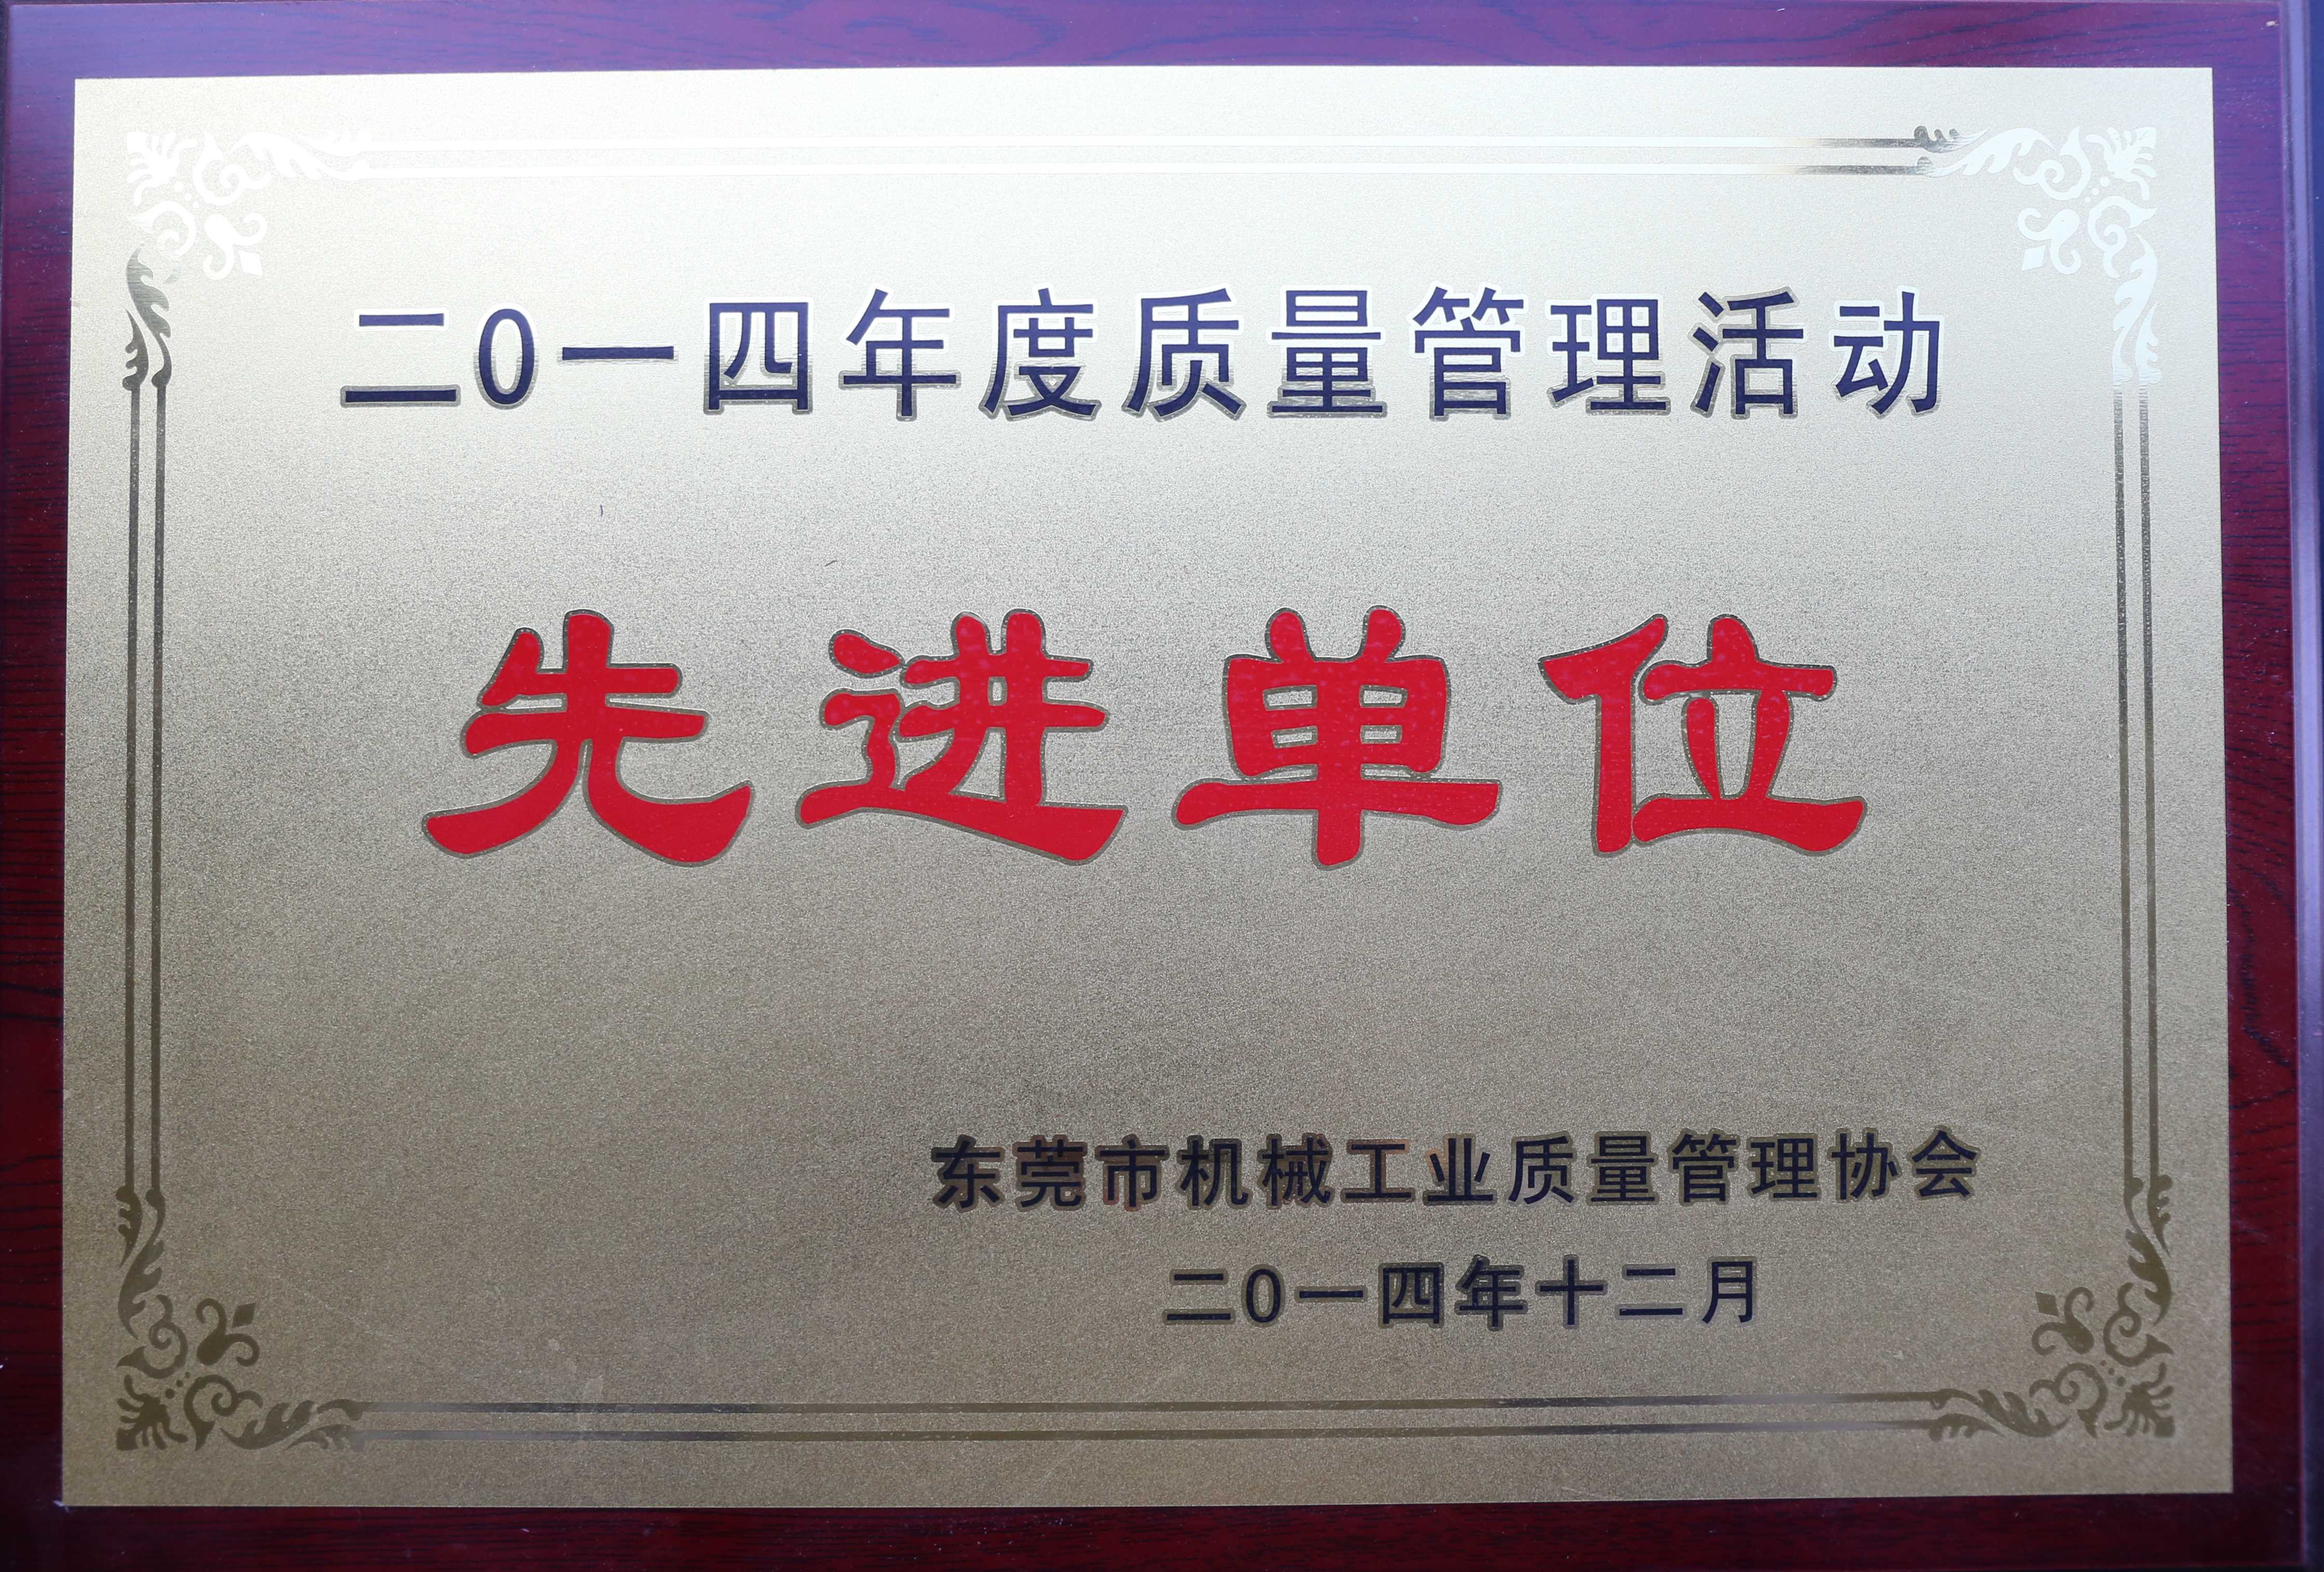 二0一四年度质量管理活动
先进单位
东莞市机械工业质量管理协会
二0一四年十二月